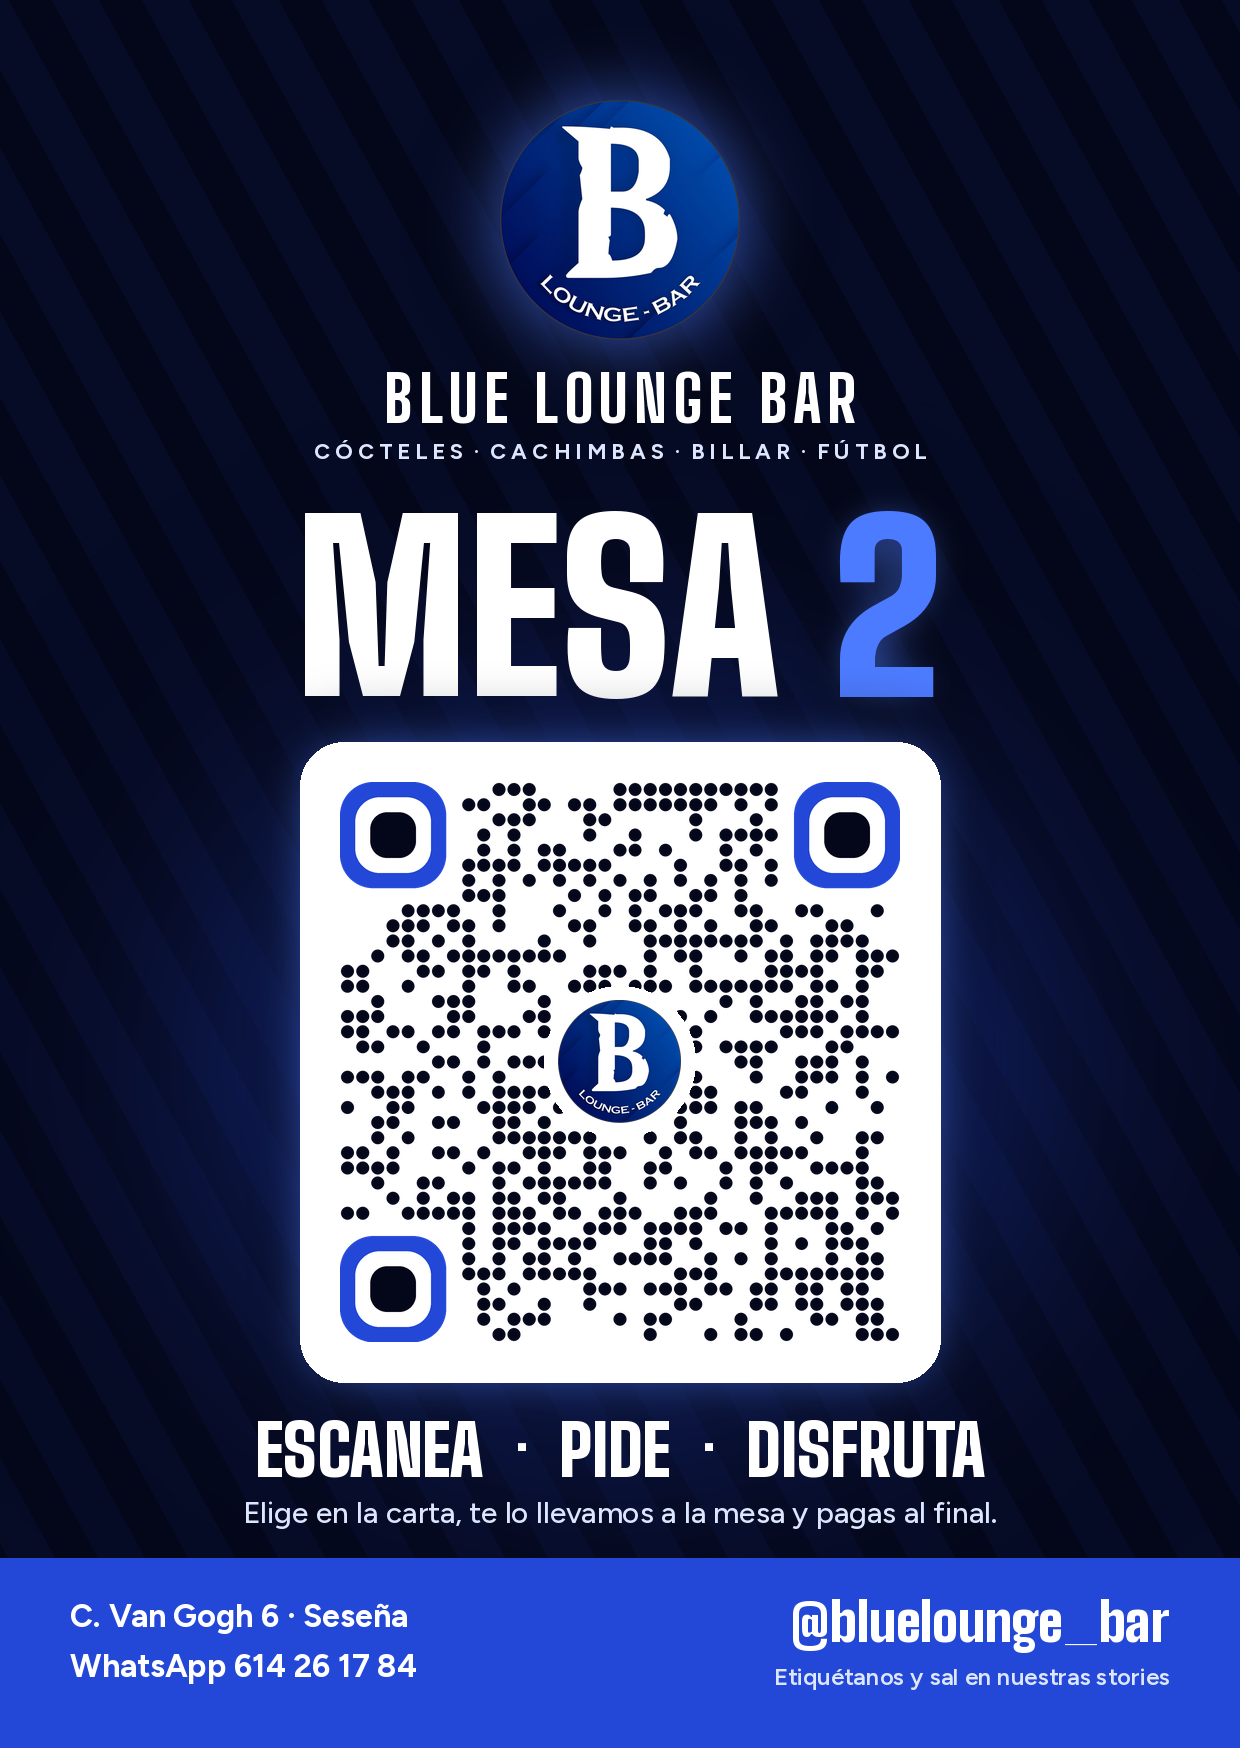 B
LOUNGE - BAR
BLUE LOUNGE BAR
CÓCTELES · CACHIMBAS · BILLAR · FÚTBOL
MESA 2
B
LOUNGE - BAR
ESCANEA · PIDE · DISFRUTA
Elige en la carta, te lo llevamos a la mesa y pagas al final.
C. Van Gogh 6 · Seseña
WhatsApp 614 26 17 84
@bluelounge_bar
Etiquétanos y sal en nuestras stories